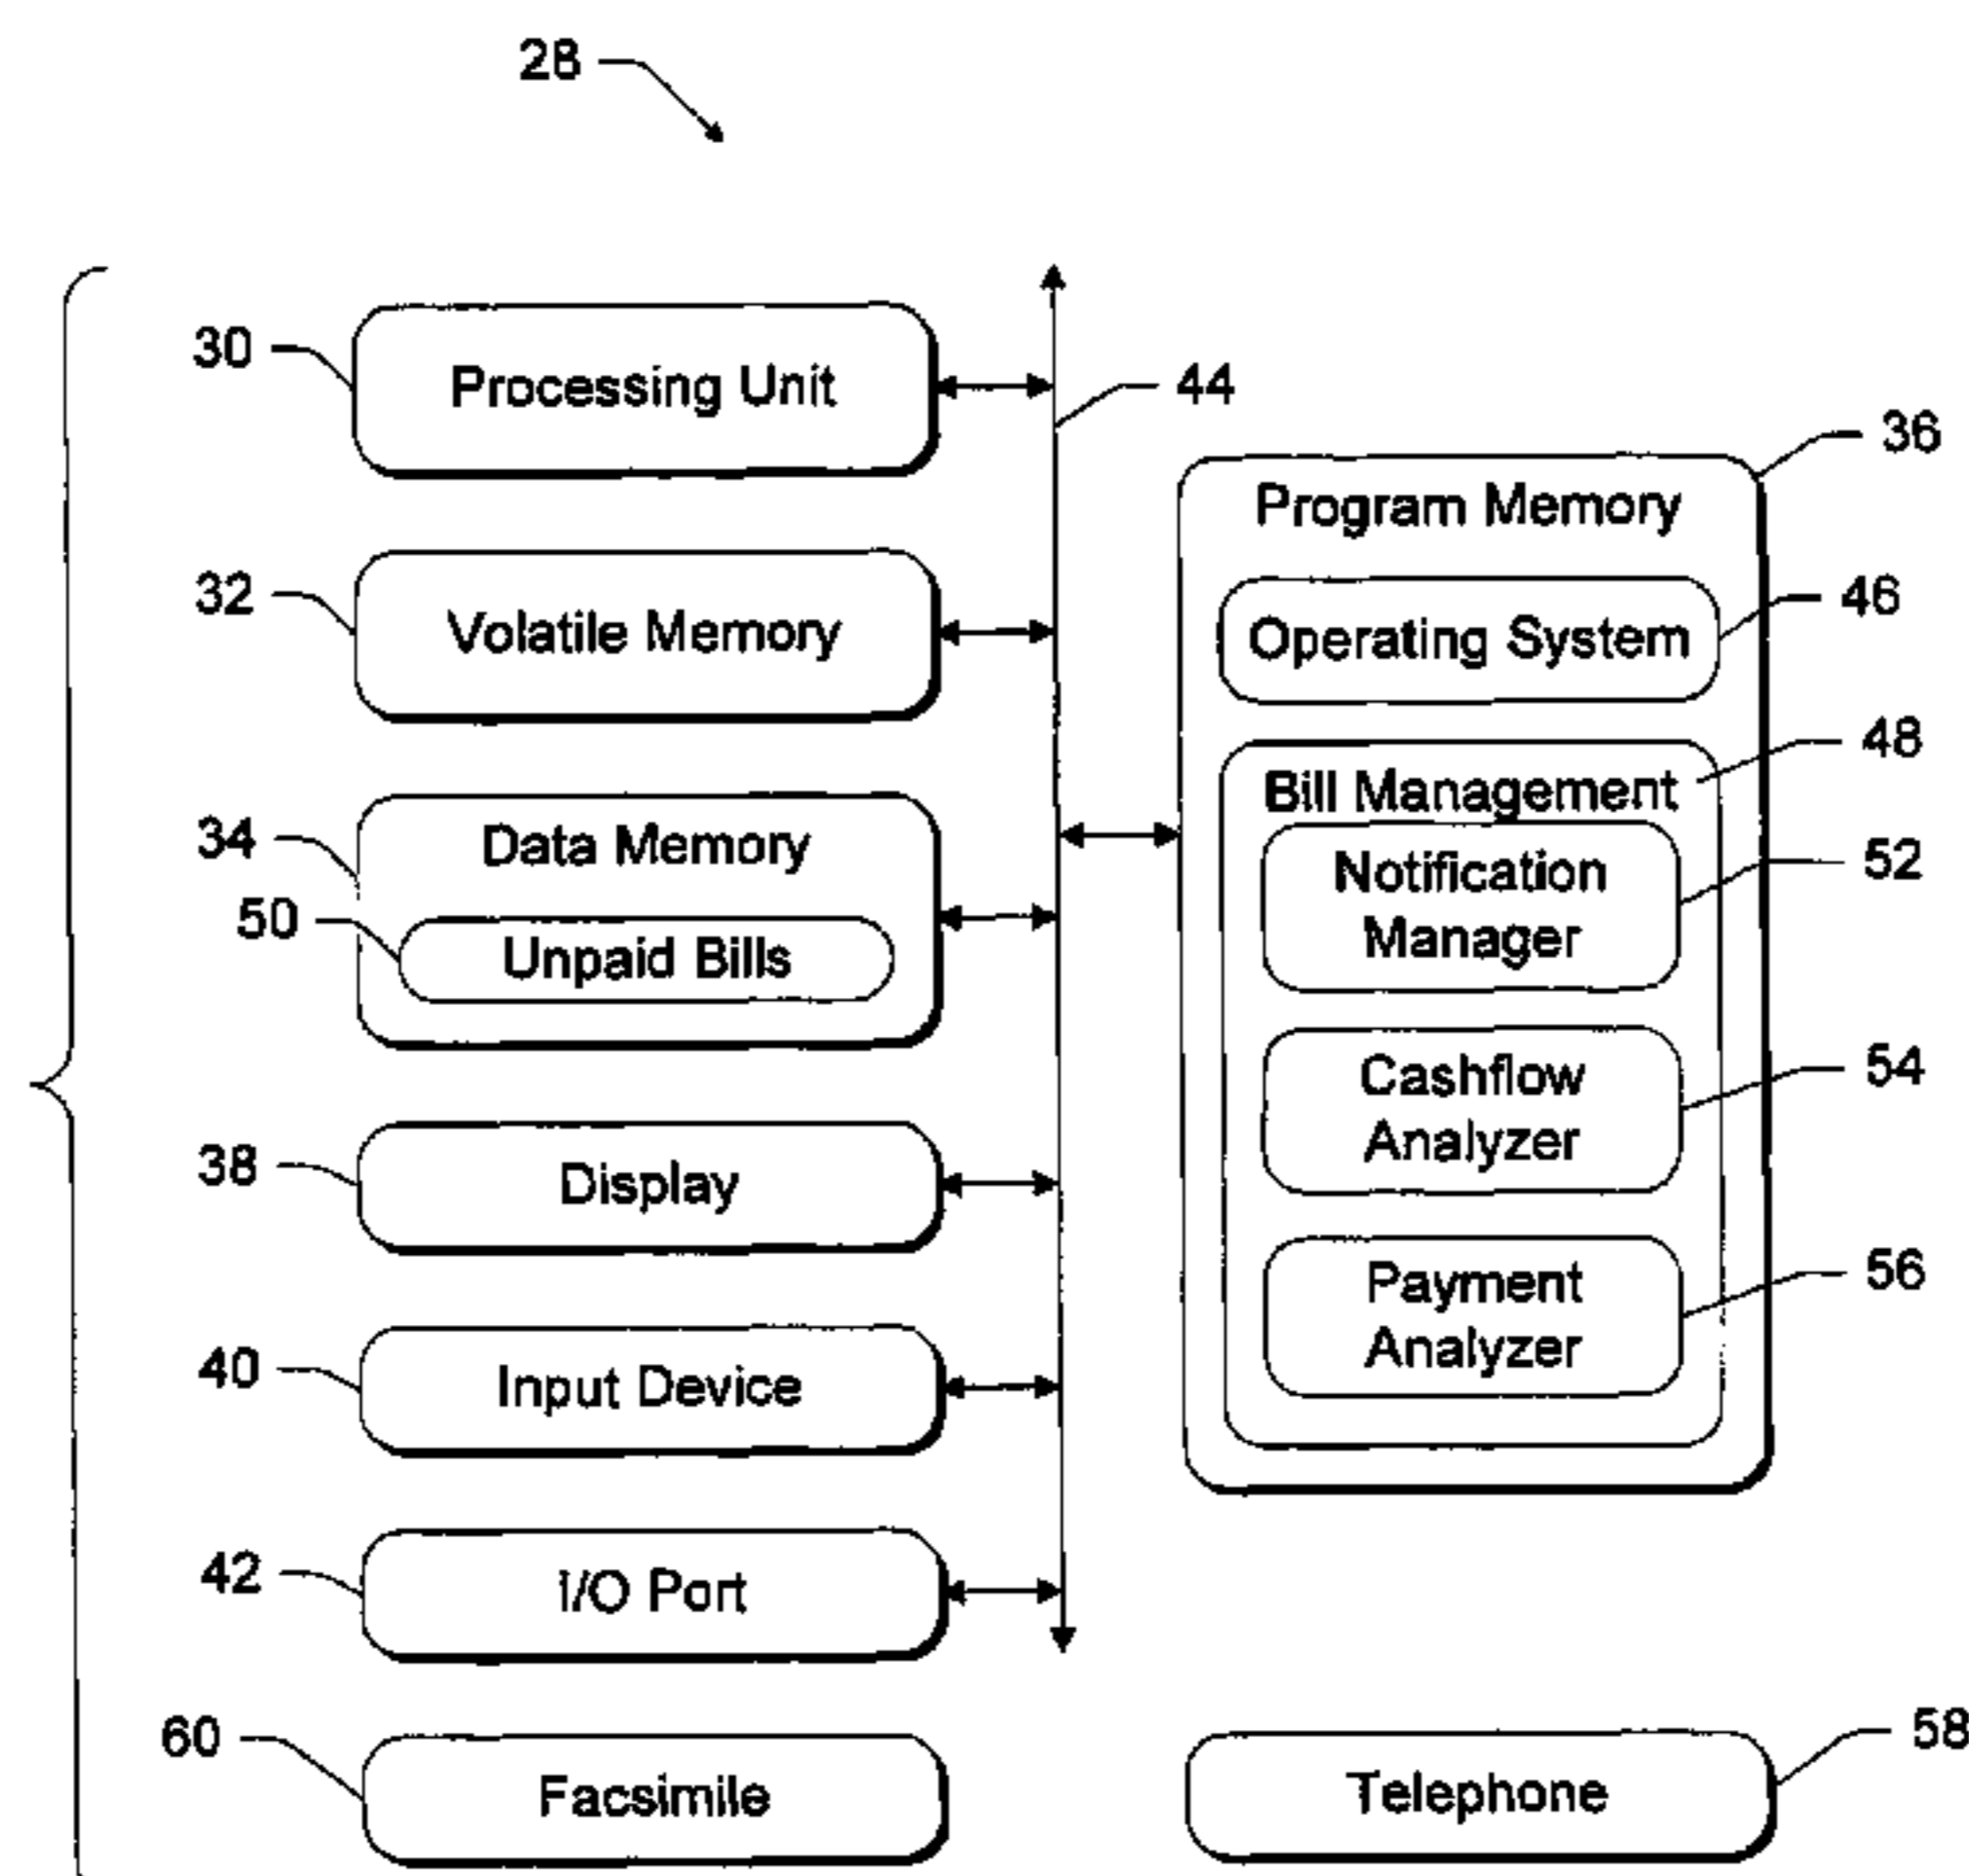 28
30
Processing Unit
44
36
Program Memory
32
Volatile Memory
46
Operating System
48
Bill Management
34
Data Memory
52
Notification
Manager
50
Unpaid Bills
54
Cashflow
Analyzer
38
Display
56
Payment
Analyzer
40
Input Device
42
I/O Port
60
Facsimile
58
Telephone